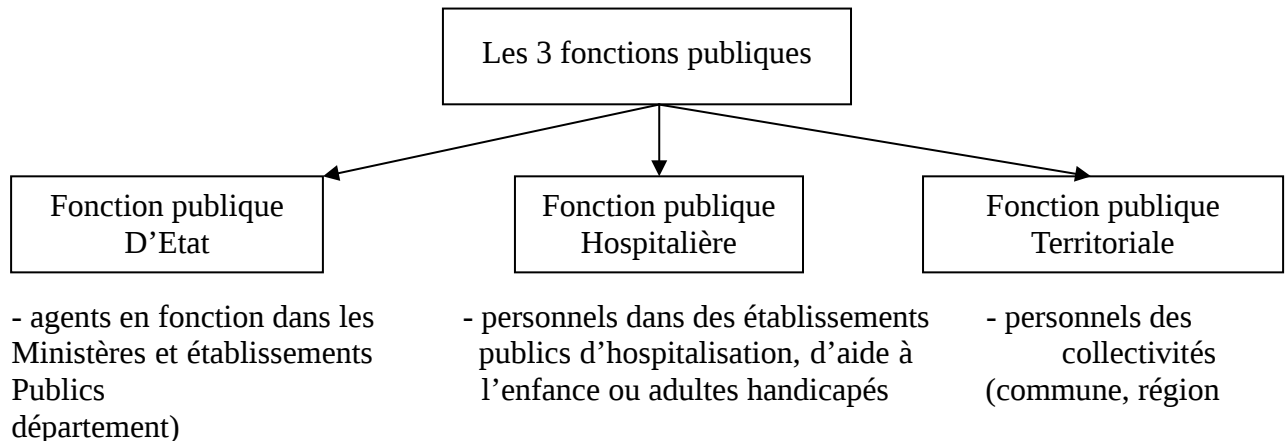 Les 3 fonctions publiques
Fonction publique
D’Etat
Fonction publique
Hospitalière
Fonction publique
Territoriale
- agents en fonction dans les
Ministères et établissements
Publics
département)
- personnels dans des établissements
publics d’hospitalisation, d’aide à
l’enfance ou adultes handicapés
- personnels des
collectivités
(commune, région